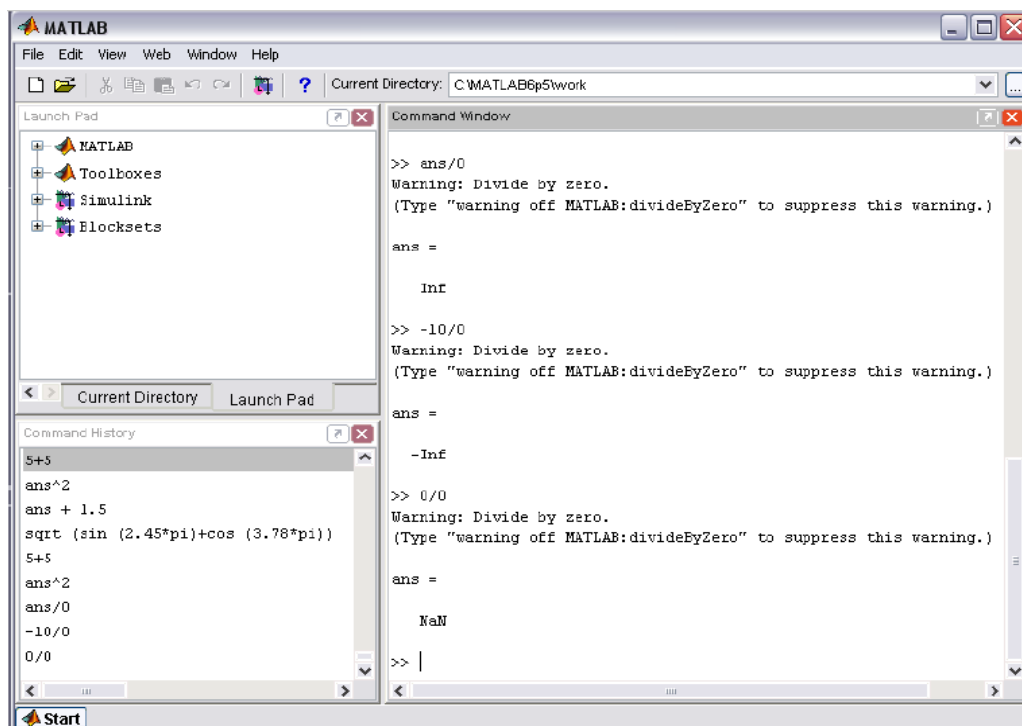 MATLAB
File Edit View Web Window Help
? Current Directory: C:\MATLAB6p5\work ...
Launch Pad
MATLAB
Toolboxes
Simulink
Blocksets
Current Directory Launch Pad
Command History
5+5
ans^2
ans + 1.5
sqrt (sin (2.45*pi)+cos (3.78*pi))
5+5
ans^2
ans/0
-10/0
0/0
Command Window
>> ans/0
Warning: Divide by zero.
(Type "warning off MATLAB:divideByZero" to suppress this warning.)
ans =
Inf
>> -10/0
Warning: Divide by zero.
(Type "warning off MATLAB:divideByZero" to suppress this warning.)
ans =
-Inf
>> 0/0
Warning: Divide by zero.
(Type "warning off MATLAB:divideByZero" to suppress this warning.)
ans =
NaN
>>
Start